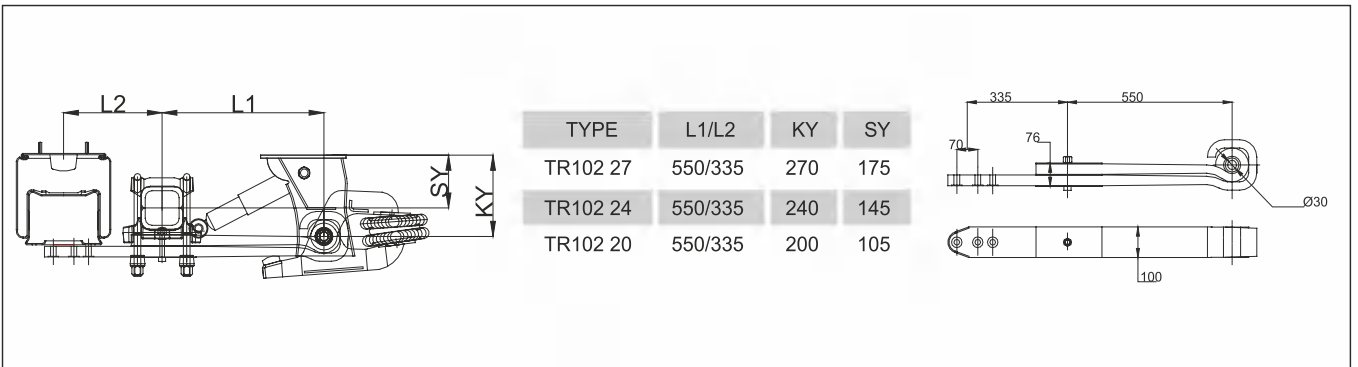 L2
L1
SY
KY
TYPE L1/L2 KY SY
TR102 27 550/335 270 175
TR102 24 550/335 240 145
TR102 20 550/335 200 105
335
550
70
76
Ø30
100